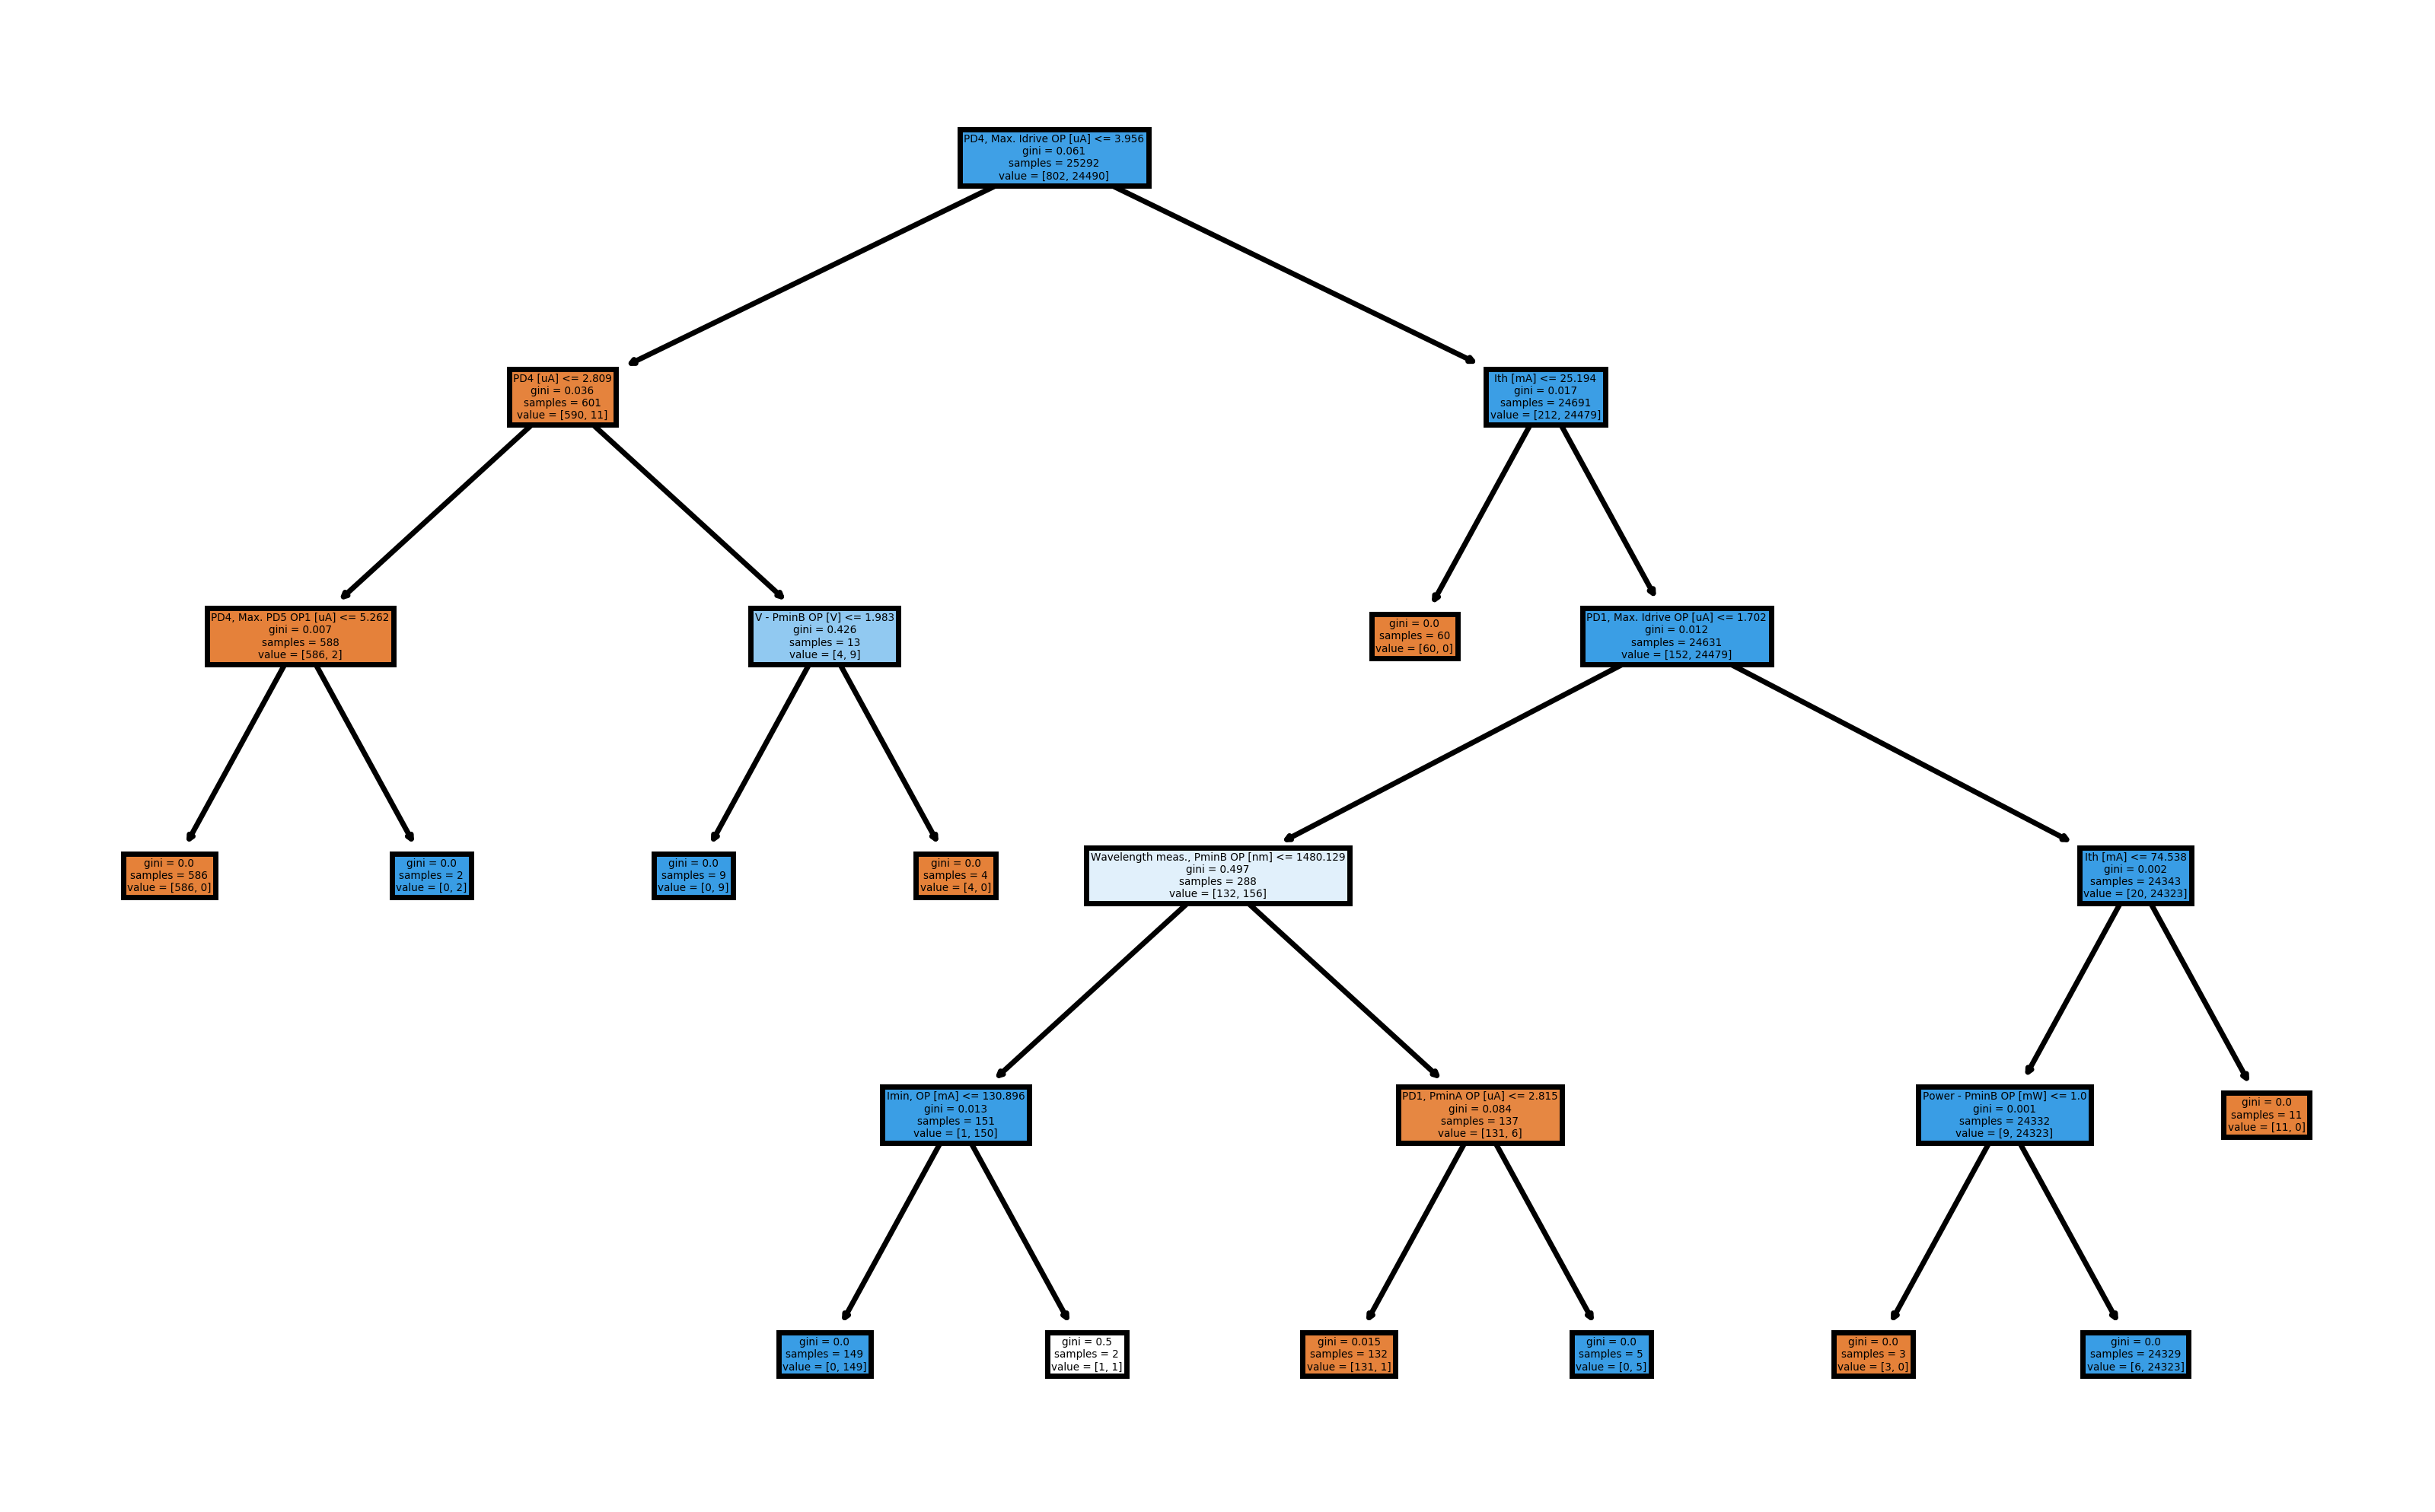 PD4, Max. Idrive OP [uA] <= 3.956
gini = 0.061
samples = 25292
value = [802, 24490]
PD4 [uA] <= 2.809
gini = 0.036
samples = 601
value = [590, 11]
Ith [mA] <= 25.194
gini = 0.017
samples = 24691
value = [212, 24479]
PD4, Max. PD5 OP1 [uA] <= 5.262
gini = 0.007
samples = 588
value = [586, 2]
V - PminB OP [V] <= 1.983
gini = 0.426
samples = 13
value = [4, 9]
gini = 0.0
samples = 60
value = [60, 0]
PD1, Max. Idrive OP [uA] <= 1.702
gini = 0.012
samples = 24631
value = [152, 24479]
gini = 0.0
samples = 586
value = [586, 0]
gini = 0.0
samples = 2
value = [0, 2]
gini = 0.0
samples = 9
value = [0, 9]
gini = 0.0
samples = 4
value = [4, 0]
Wavelength meas., PminB OP [nm] <= 1480.129
gini = 0.497
samples = 288
value = [132, 156]
Ith [mA] <= 74.538
gini = 0.002
samples = 24343
value = [20, 24323]
Imin, OP [mA] <= 130.896
gini = 0.013
samples = 151
value = [1, 150]
PD1, PminA OP [uA] <= 2.815
gini = 0.084
samples = 137
value = [131, 6]
Power - PminB OP [mW] <= 1.0
gini = 0.001
samples = 24332
value = [9, 24323]
gini = 0.0
samples = 11
value = [11, 0]
gini = 0.0
samples = 149
value = [0, 149]
gini = 0.5
samples = 2
value = [1, 1]
gini = 0.015
samples = 132
value = [131, 1]
gini = 0.0
samples = 5
value = [0, 5]
gini = 0.0
samples = 3
value = [3, 0]
gini = 0.0
samples = 24329
value = [6, 24323]